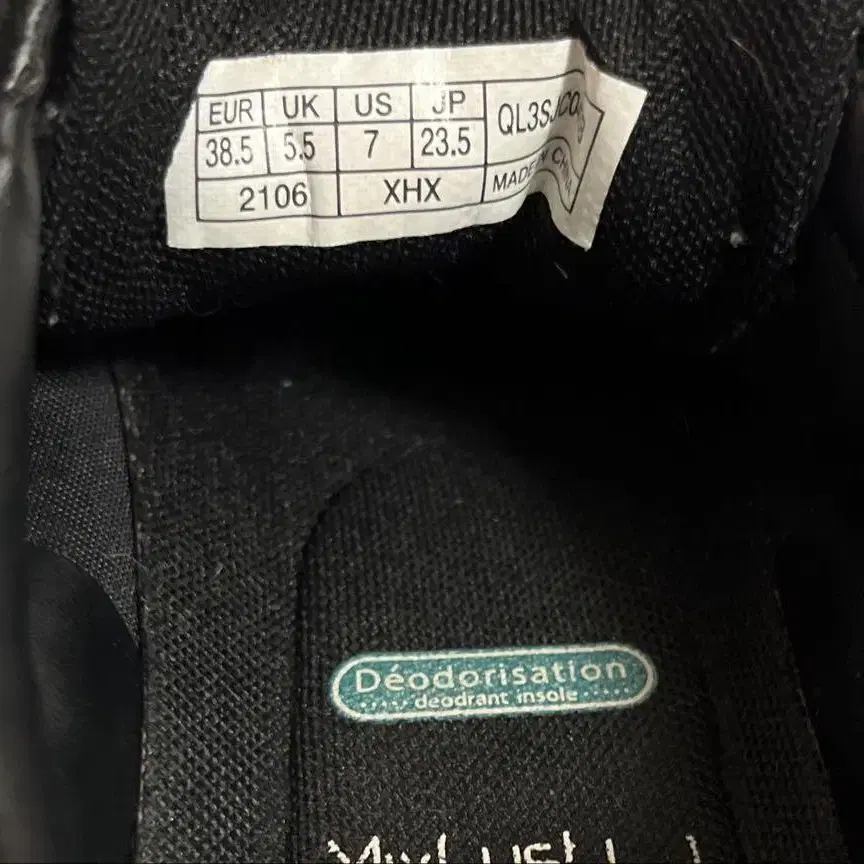 EUR UK US JP
38.5 5.5 7 23.5
2106 XHX MADE IN CHINA
Déodorisation
deodrant insole